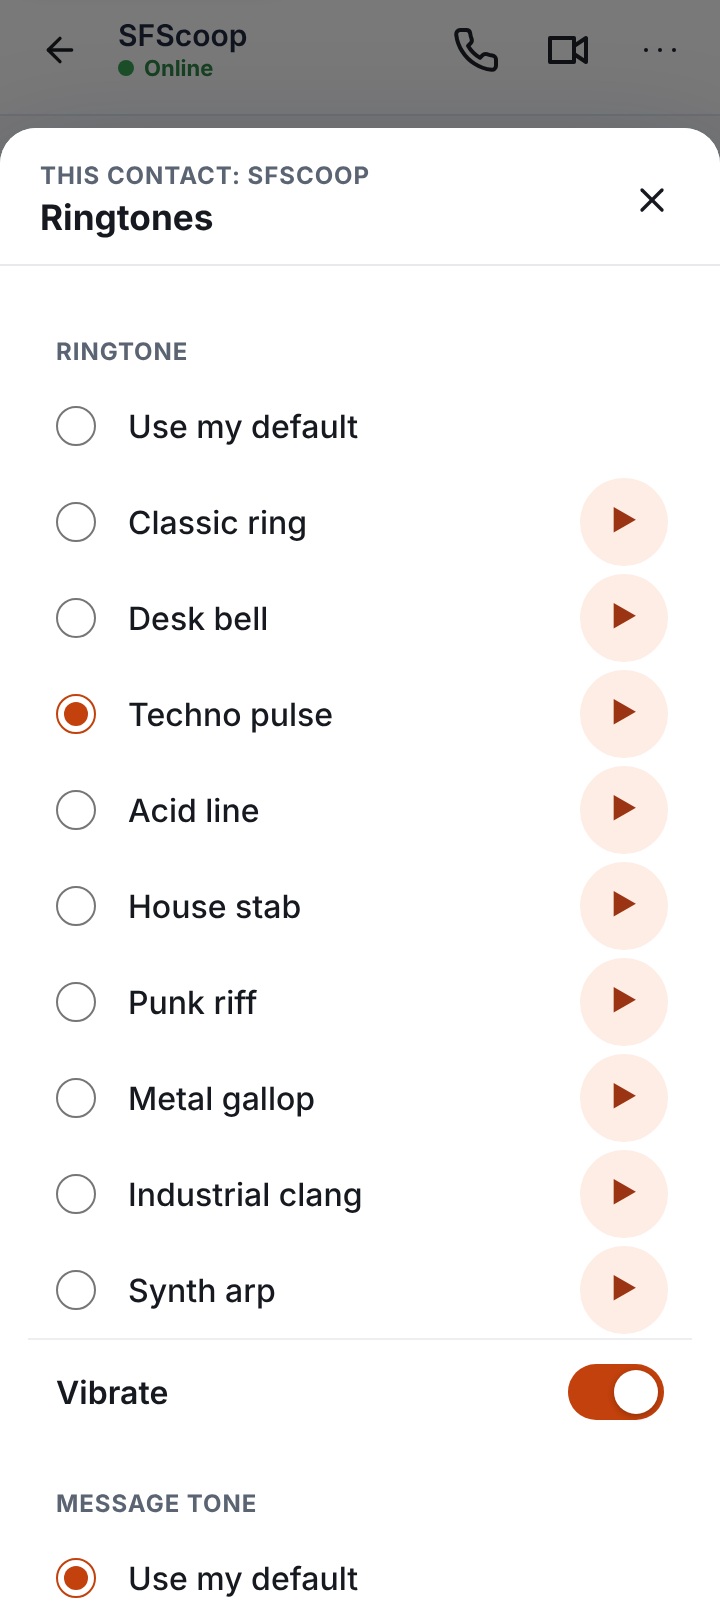 SFScoop
Online
THIS CONTACT: SFSCOOP
Ringtones
RINGTONE
Use my default
Classic ring
Desk bell
Techno pulse
Acid line
House stab
Punk riff
Metal gallop
Industrial clang
Synth arp
Vibrate
MESSAGE TONE
Use my default